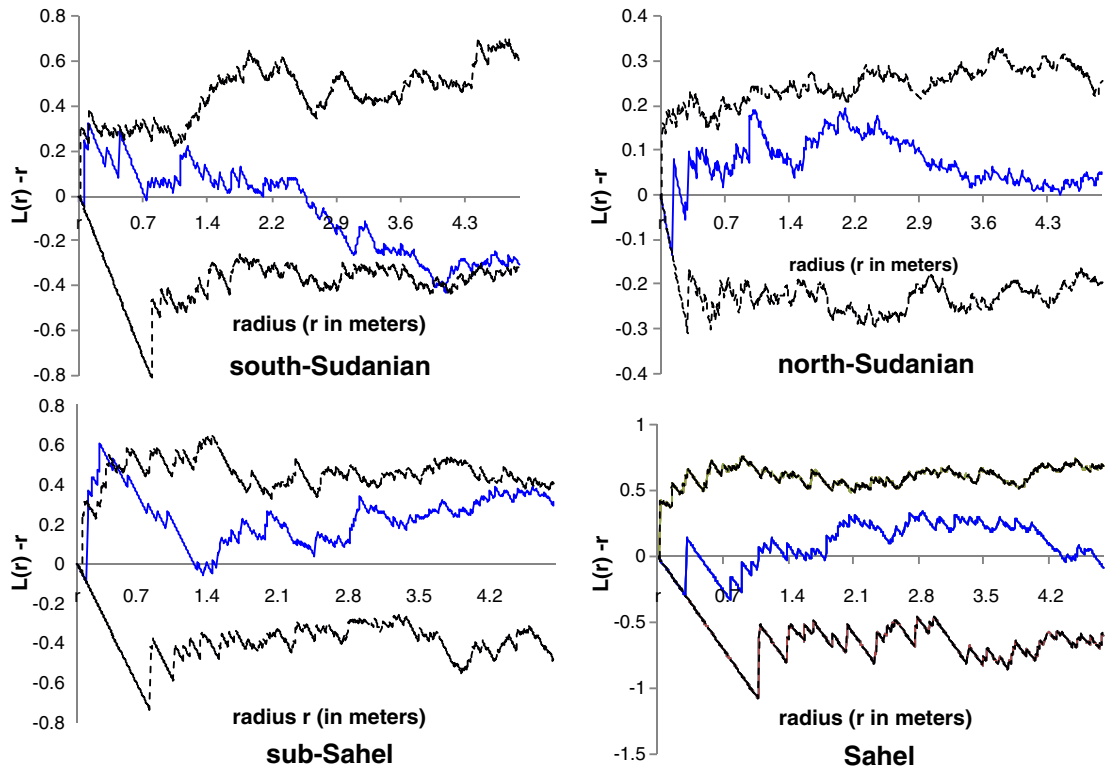 0.8
0.6
0.4
0.2
0
-0.2
-0.4
-0.6
-0.8
L(r) -r
r 0.7 1.4 2.2 2.9 3.6 4.3
radius (r in meters)
south-Sudanian
0.4
0.3
0.2
0.1
0
-0.1
-0.2
-0.3
-0.4
L(r) -r
r 0.7 1.4 2.2 2.9 3.6 4.3
radius (r in meters)
north-Sudanian
0.8
0.6
0.4
0.2
0
-0.2
-0.4
-0.6
-0.8
L(r) -r
r 0.7 1.4 2.1 2.8 3.5 4.2
radius r (in meters)
sub-Sahel
1
0.5
0
-0.5
-1
-1.5
L(r) -r
r 0.7 1.4 2.1 2.8 3.5 4.2
radius (r in meters)
Sahel